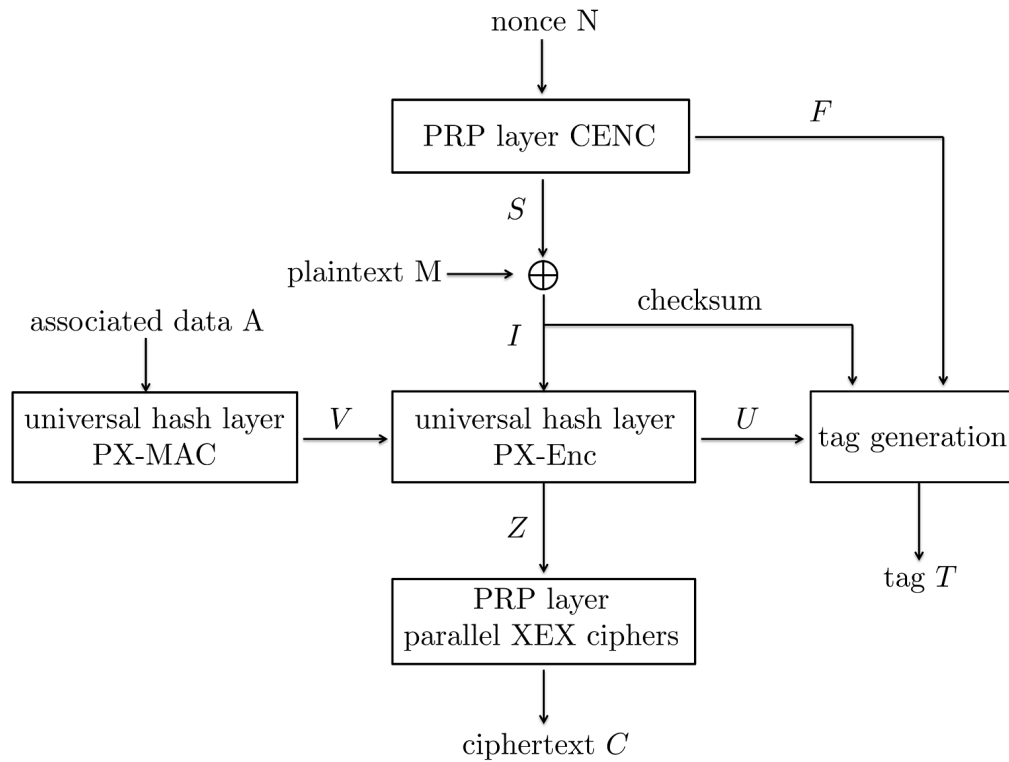 nonce N
PRP layer CENC
F
S
plaintext M
⊕
checksum
associated data A
I
universal hash layer
PX-MAC
V
universal hash layer
PX-Enc
U
tag generation
Z
tag T
PRP layer
parallel XEX ciphers
ciphertext C